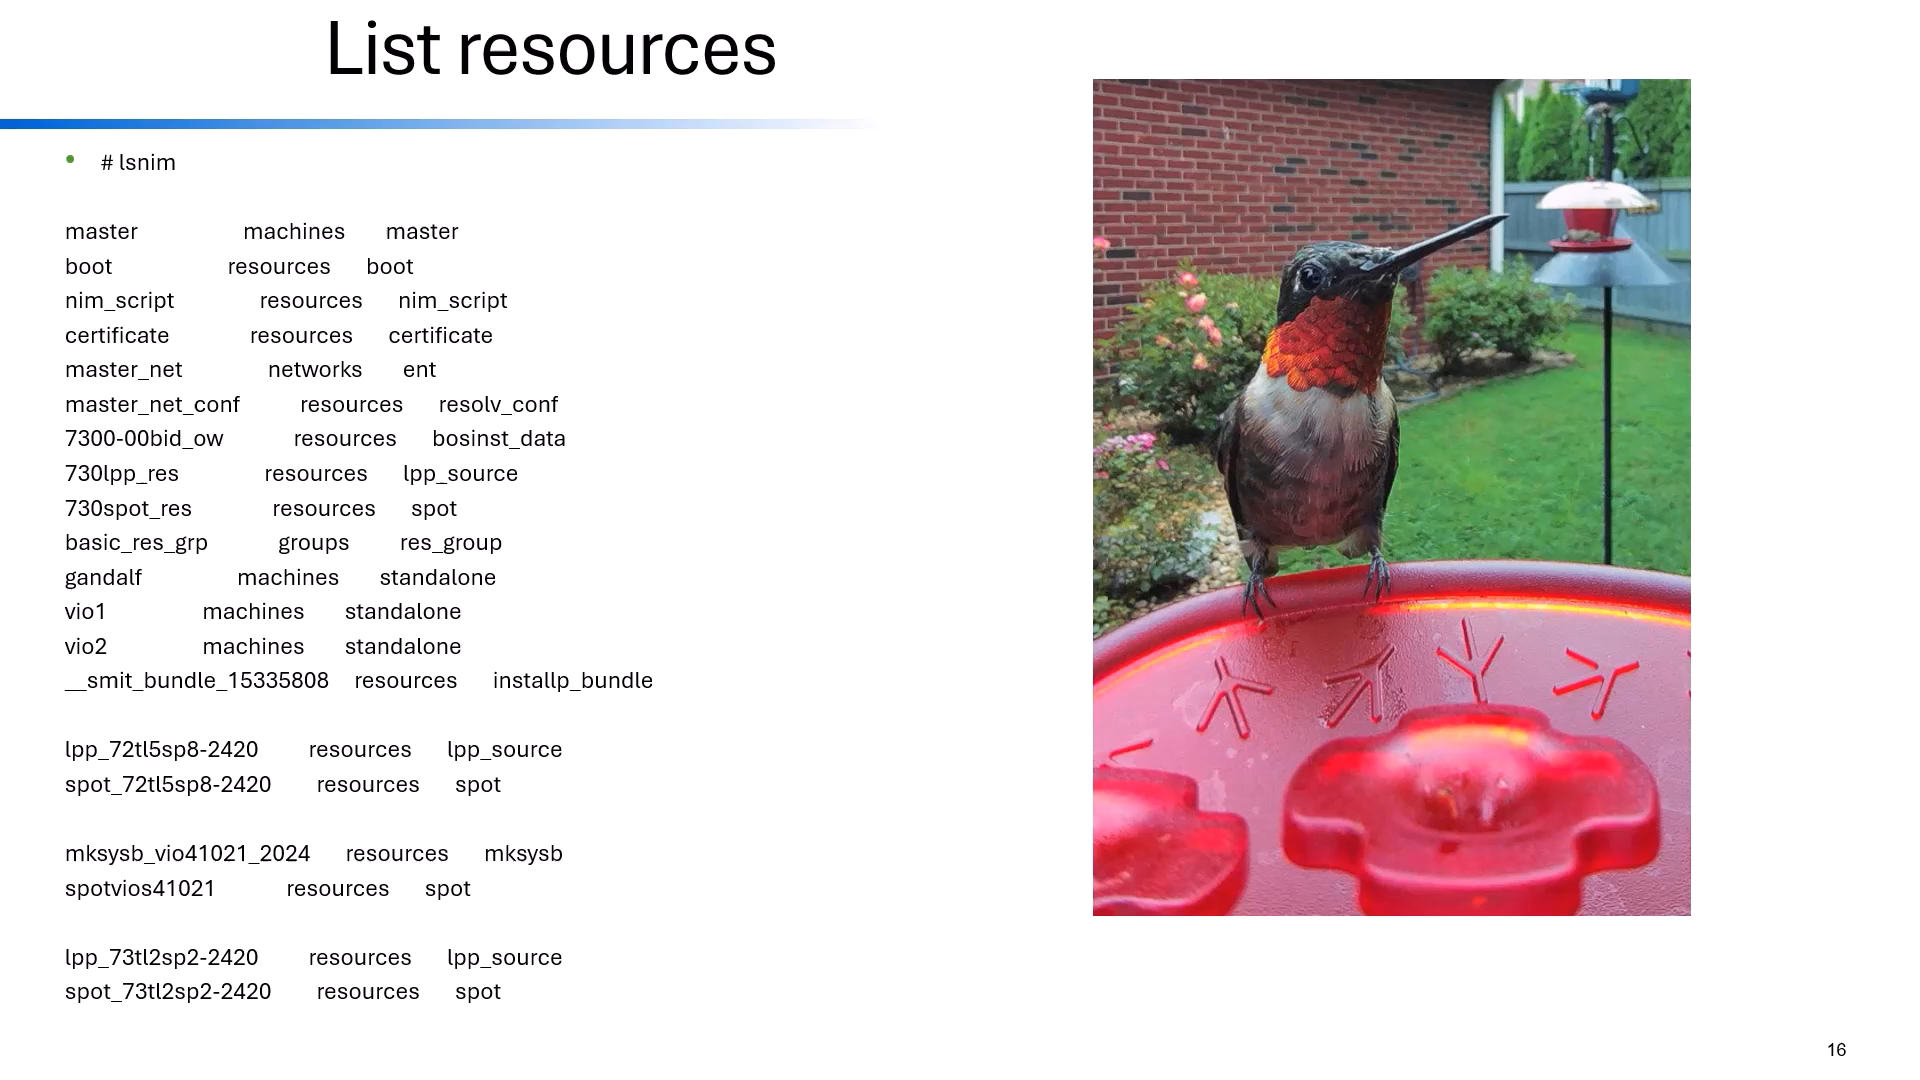 List resources
• # lsnim
master machines master
boot resources boot
nim_script resources nim_script
certificate resources certificate
master_net networks ent
master_net_conf resources resolv_conf
7300-00bid_ow resources bosinst_data
730lpp_res resources lpp_source
730spot_res resources spot
basic_res_grp groups res_group
gandalf machines standalone
vio1 machines standalone
vio2 machines standalone
__smit_bundle_15335808 resources installp_bundle
lpp_72tl5sp8-2420 resources lpp_source
spot_72tl5sp8-2420 resources spot
mksysb_vio41021_2024 resources mksysb
spotvios41021 resources spot
lpp_73tl2sp2-2420 resources lpp_source
spot_73tl2sp2-2420 resources spot
16